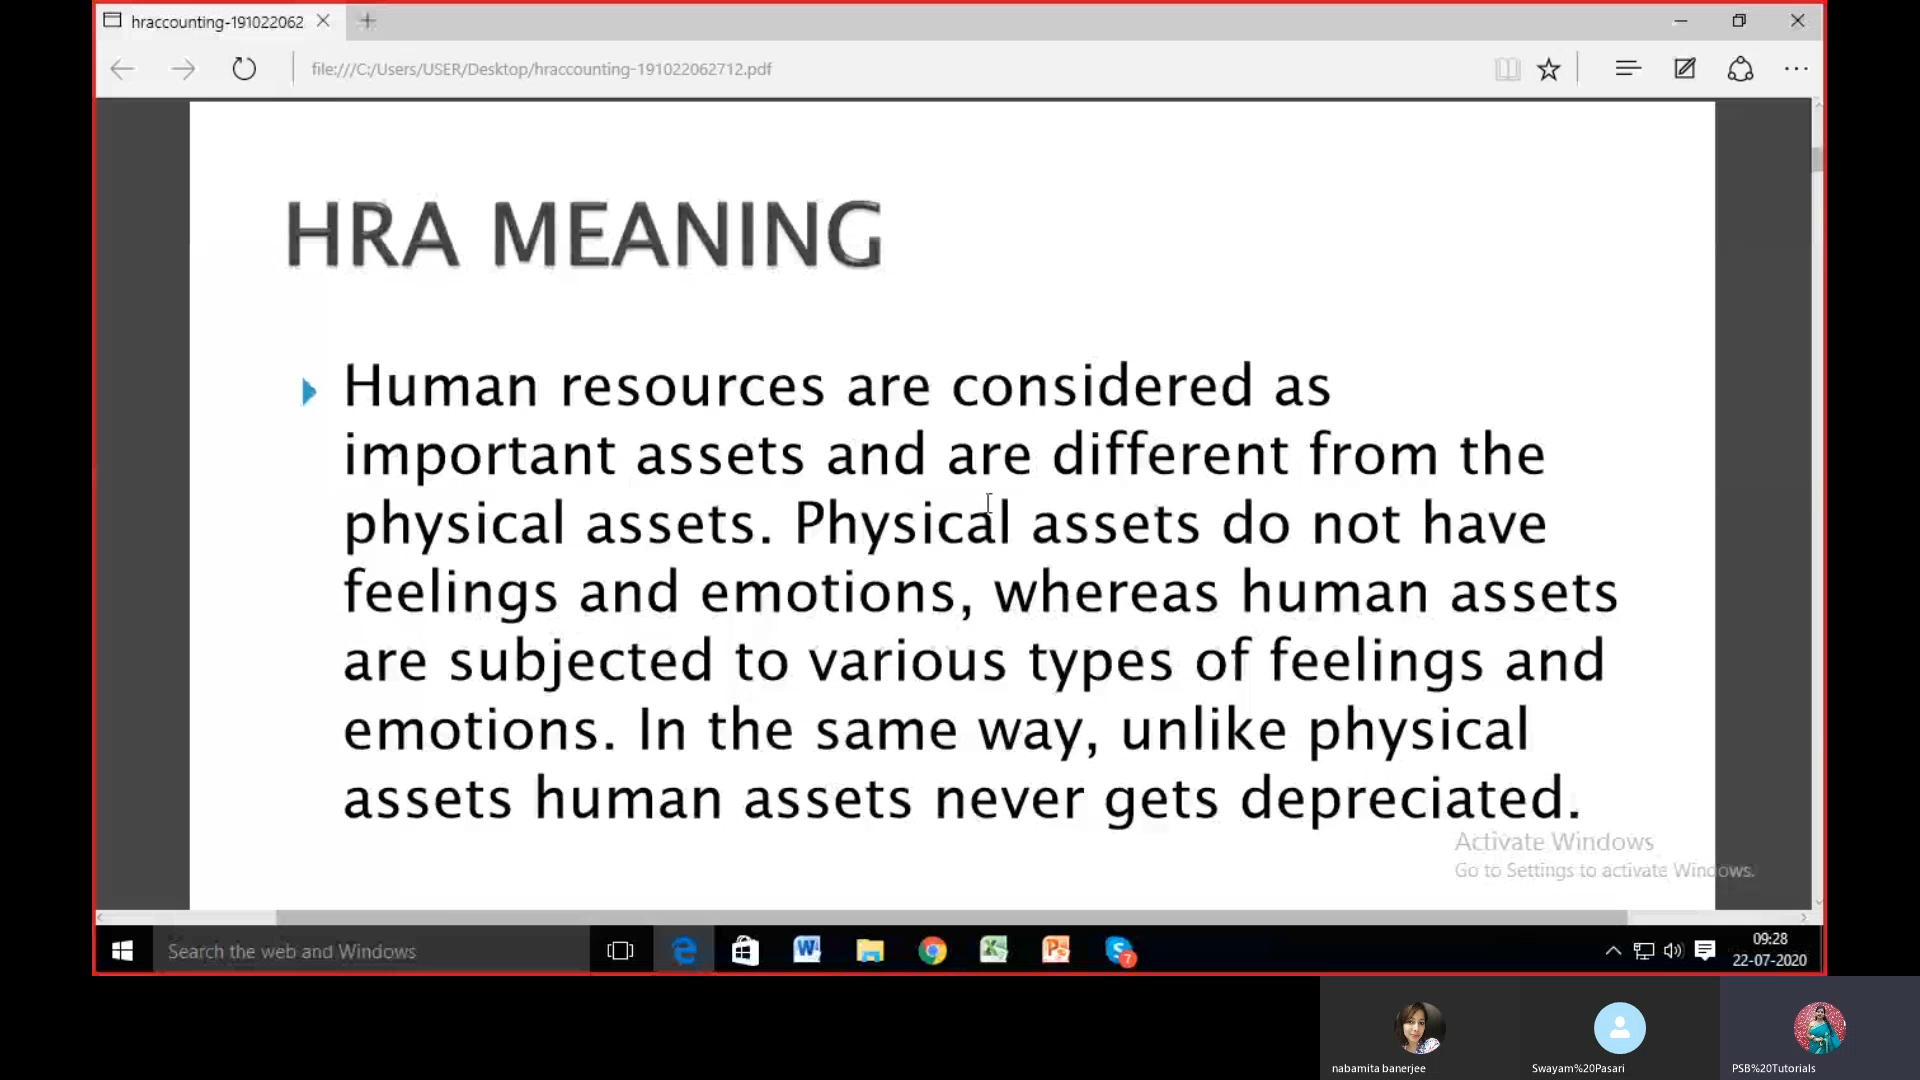 hraccounting-191022062
file:///C:/Users/USER/Desktop/hraccounting-191022062712.pdf
HRA MEANING
Human resources are considered as
important assets and are different from the
physical assets. Physical assets do not have
feelings and emotions, whereas human assets
are subjected to various types of feelings and
emotions. In the same way, unlike physical
assets human assets never gets depreciated.
Activate Windows
Go to Settings to activate Windows.
Search the web and Windows
7
09:28
22-07-2020
nabamita banerjee
Swayam%20Pasari
PSB%20Tutorials